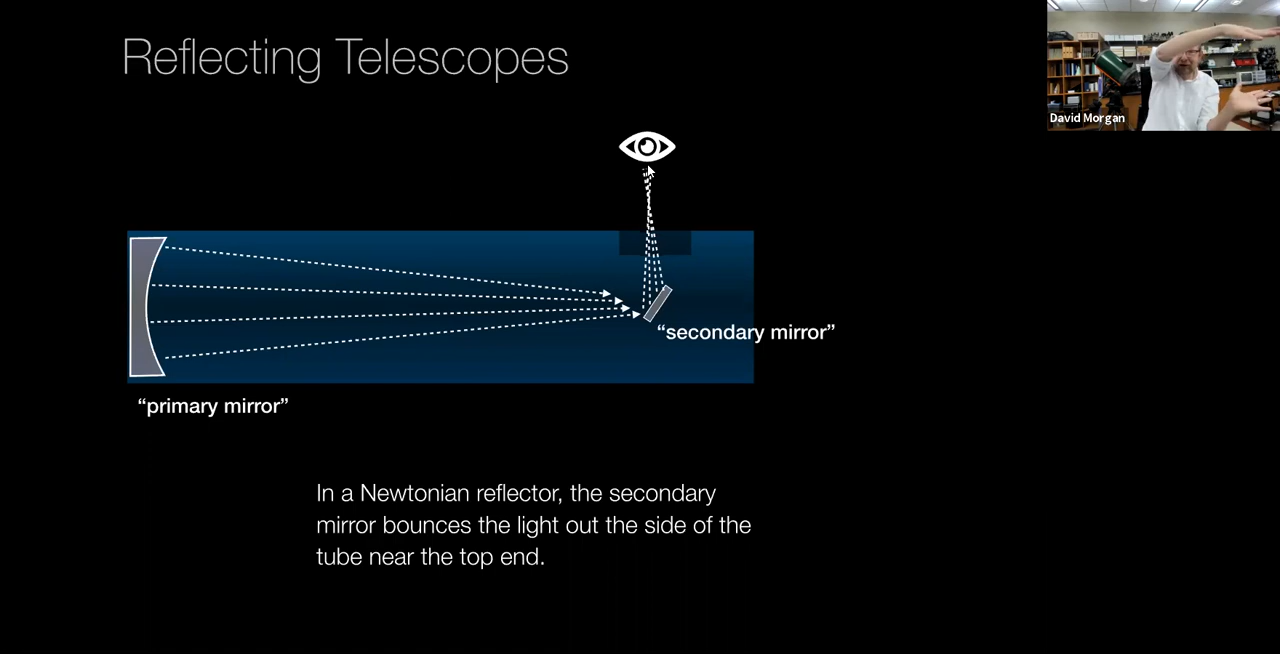 Reflecting Telescopes
David Morgan
“secondary mirror”
“primary mirror”
In a Newtonian reflector, the secondary
mirror bounces the light out the side of the
tube near the top end.